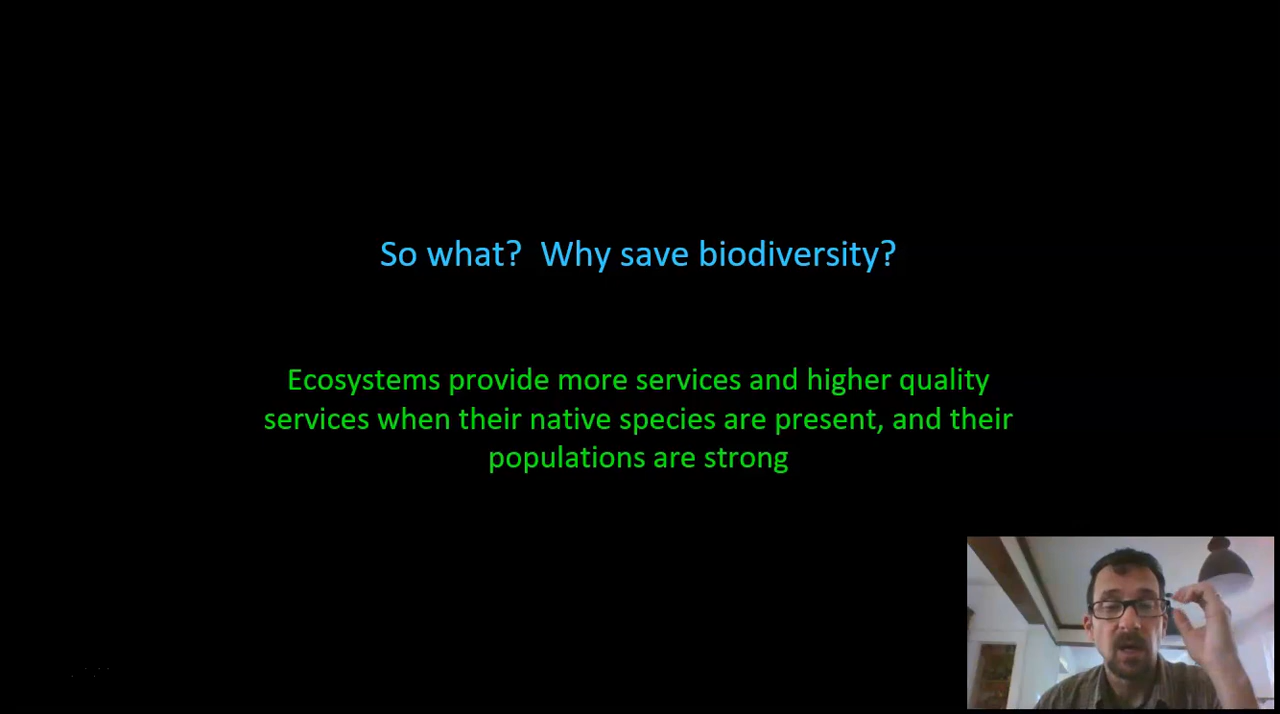 So what?  Why save biodiversity?
Ecosystems provide more services and higher quality
services when their native species are present, and their
populations are strong